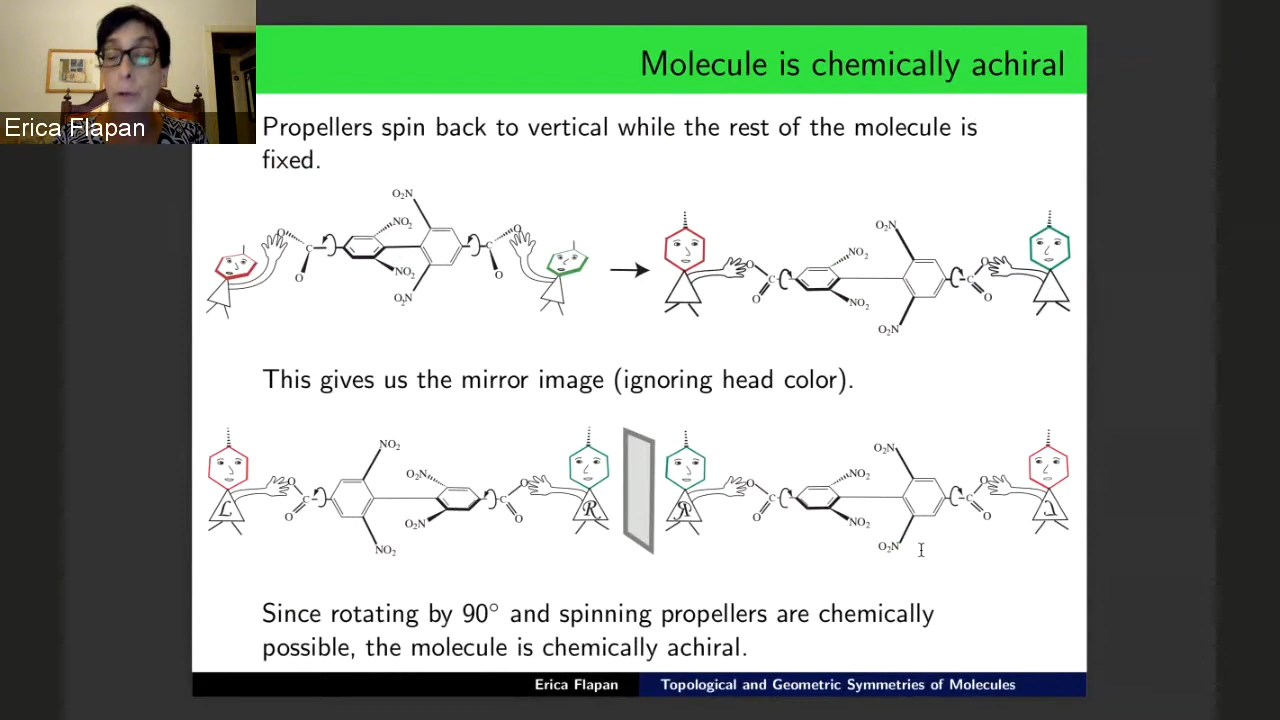 Molecule is chemically achiral
Erica Flapan
Propellers spin back to vertical while the rest of the molecule is
fixed.
O₂N
NO₂
O
C
O
NO₂
O₂N
O
C
O
O
C
O
NO₂
NO₂
O₂N
O₂N
C
O
O
This gives us the mirror image (ignoring head color).
L
O
C
O
NO₂
NO₂
O₂N
O₂N
O
C
O
R
R
O
C
O
NO₂
NO₂
O₂N
O₂N
O
C
O
L
Since rotating by 90° and spinning propellers are chemically
possible, the molecule is chemically achiral.
Erica Flapan Topological and Geometric Symmetries of Molecules